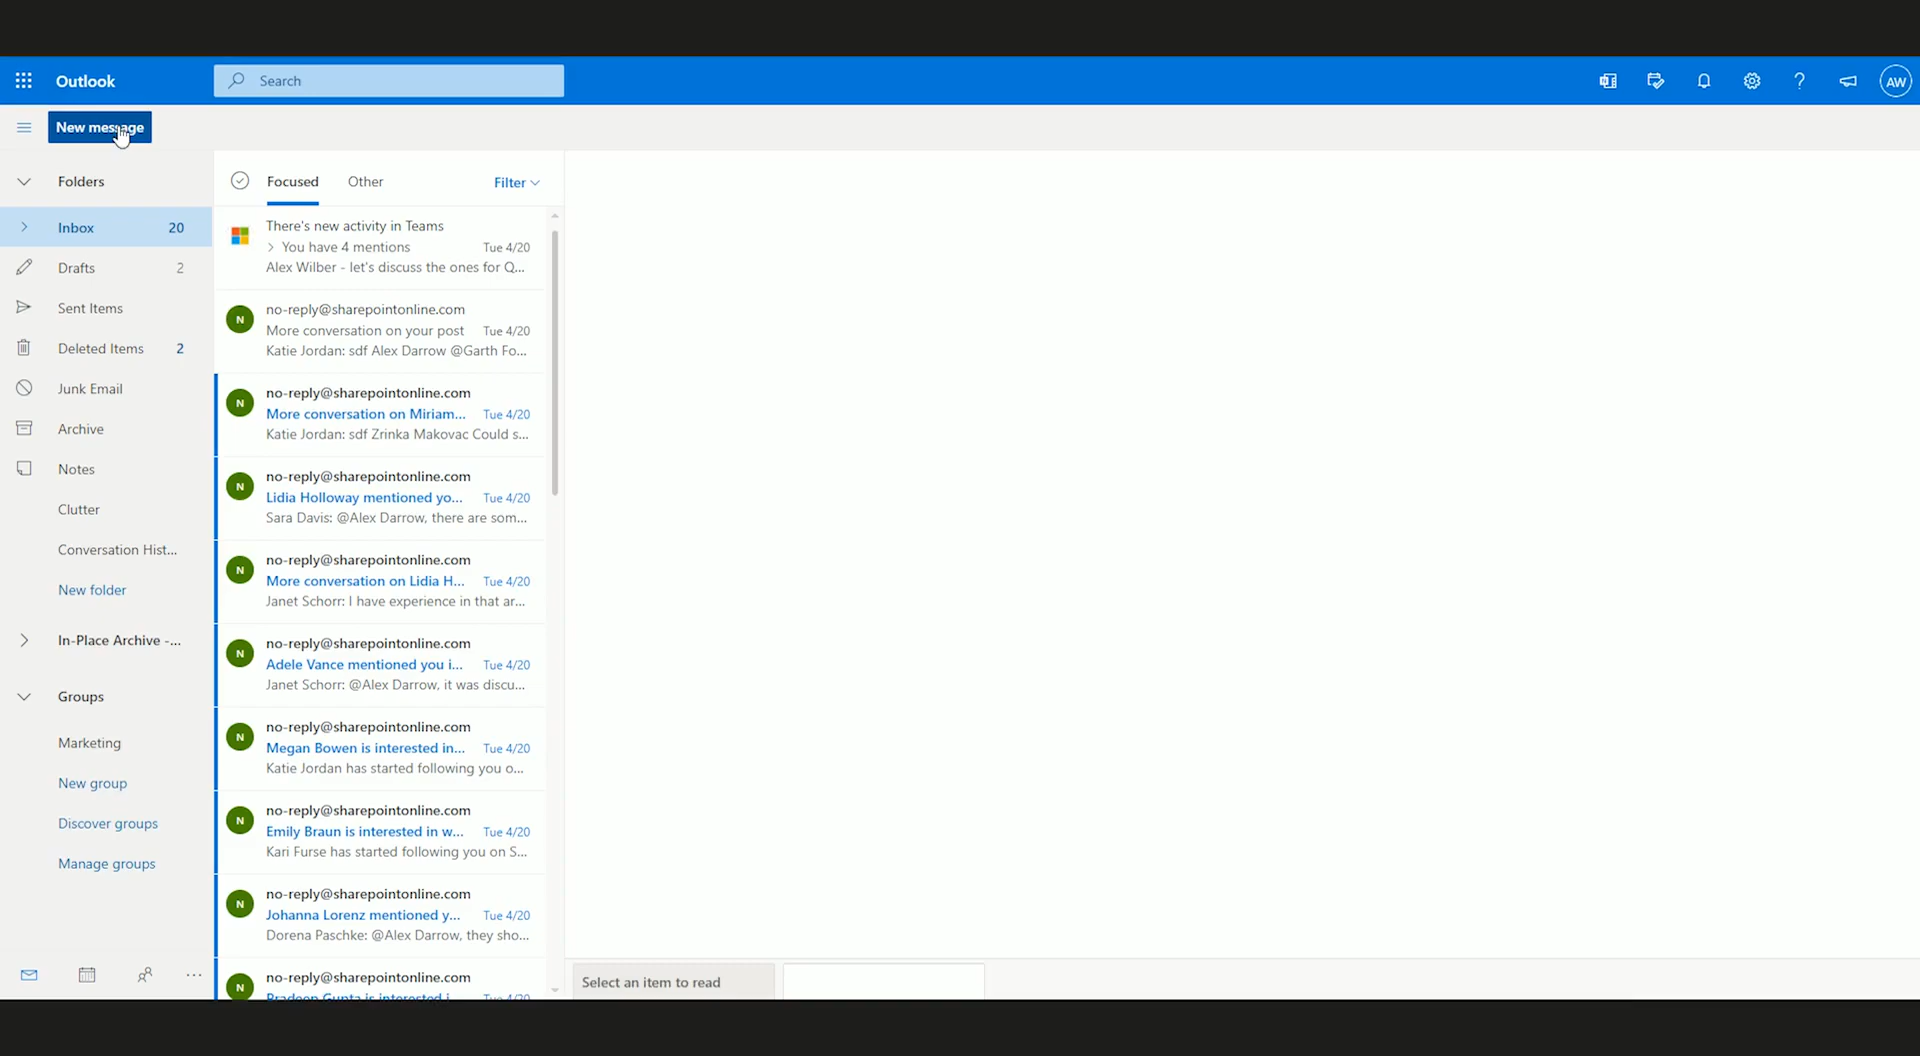 Outlook
Search
AW
New message
Folders
Inbox 20
Drafts 2
Sent Items
Deleted Items 2
Junk Email
Archive
Notes
Clutter
Conversation Hist...
New folder
In-Place Archive -...
Groups
Marketing
New group
Discover groups
Manage groups
Focused Other Filter
There's new activity in Teams
> You have 4 mentions Tue 4/20
Alex Wilber - let's discuss the ones for Q...
N
no-reply@sharepointonline.com
More conversation on your post Tue 4/20
Katie Jordan: sdf Alex Darrow @Garth Fo...
N
no-reply@sharepointonline.com
More conversation on Miriam... Tue 4/20
Katie Jordan: sdf Zrinka Makovac Could s...
N
no-reply@sharepointonline.com
Lidia Holloway mentioned yo... Tue 4/20
Sara Davis: @Alex Darrow, there are som...
N
no-reply@sharepointonline.com
More conversation on Lidia H... Tue 4/20
Janet Schorr: I have experience in that ar...
N
no-reply@sharepointonline.com
Adele Vance mentioned you i... Tue 4/20
Janet Schorr: @Alex Darrow, it was discu...
N
no-reply@sharepointonline.com
Megan Bowen is interested in... Tue 4/20
Katie Jordan has started following you o...
N
no-reply@sharepointonline.com
Emily Braun is interested in w... Tue 4/20
Kari Furse has started following you on S...
N
no-reply@sharepointonline.com
Johanna Lorenz mentioned y... Tue 4/20
Dorena Paschke: @Alex Darrow, they sho...
N
no-reply@sharepointonline.com
Pradeep Gupta is interested i... Tue 4/20
Select an item to read